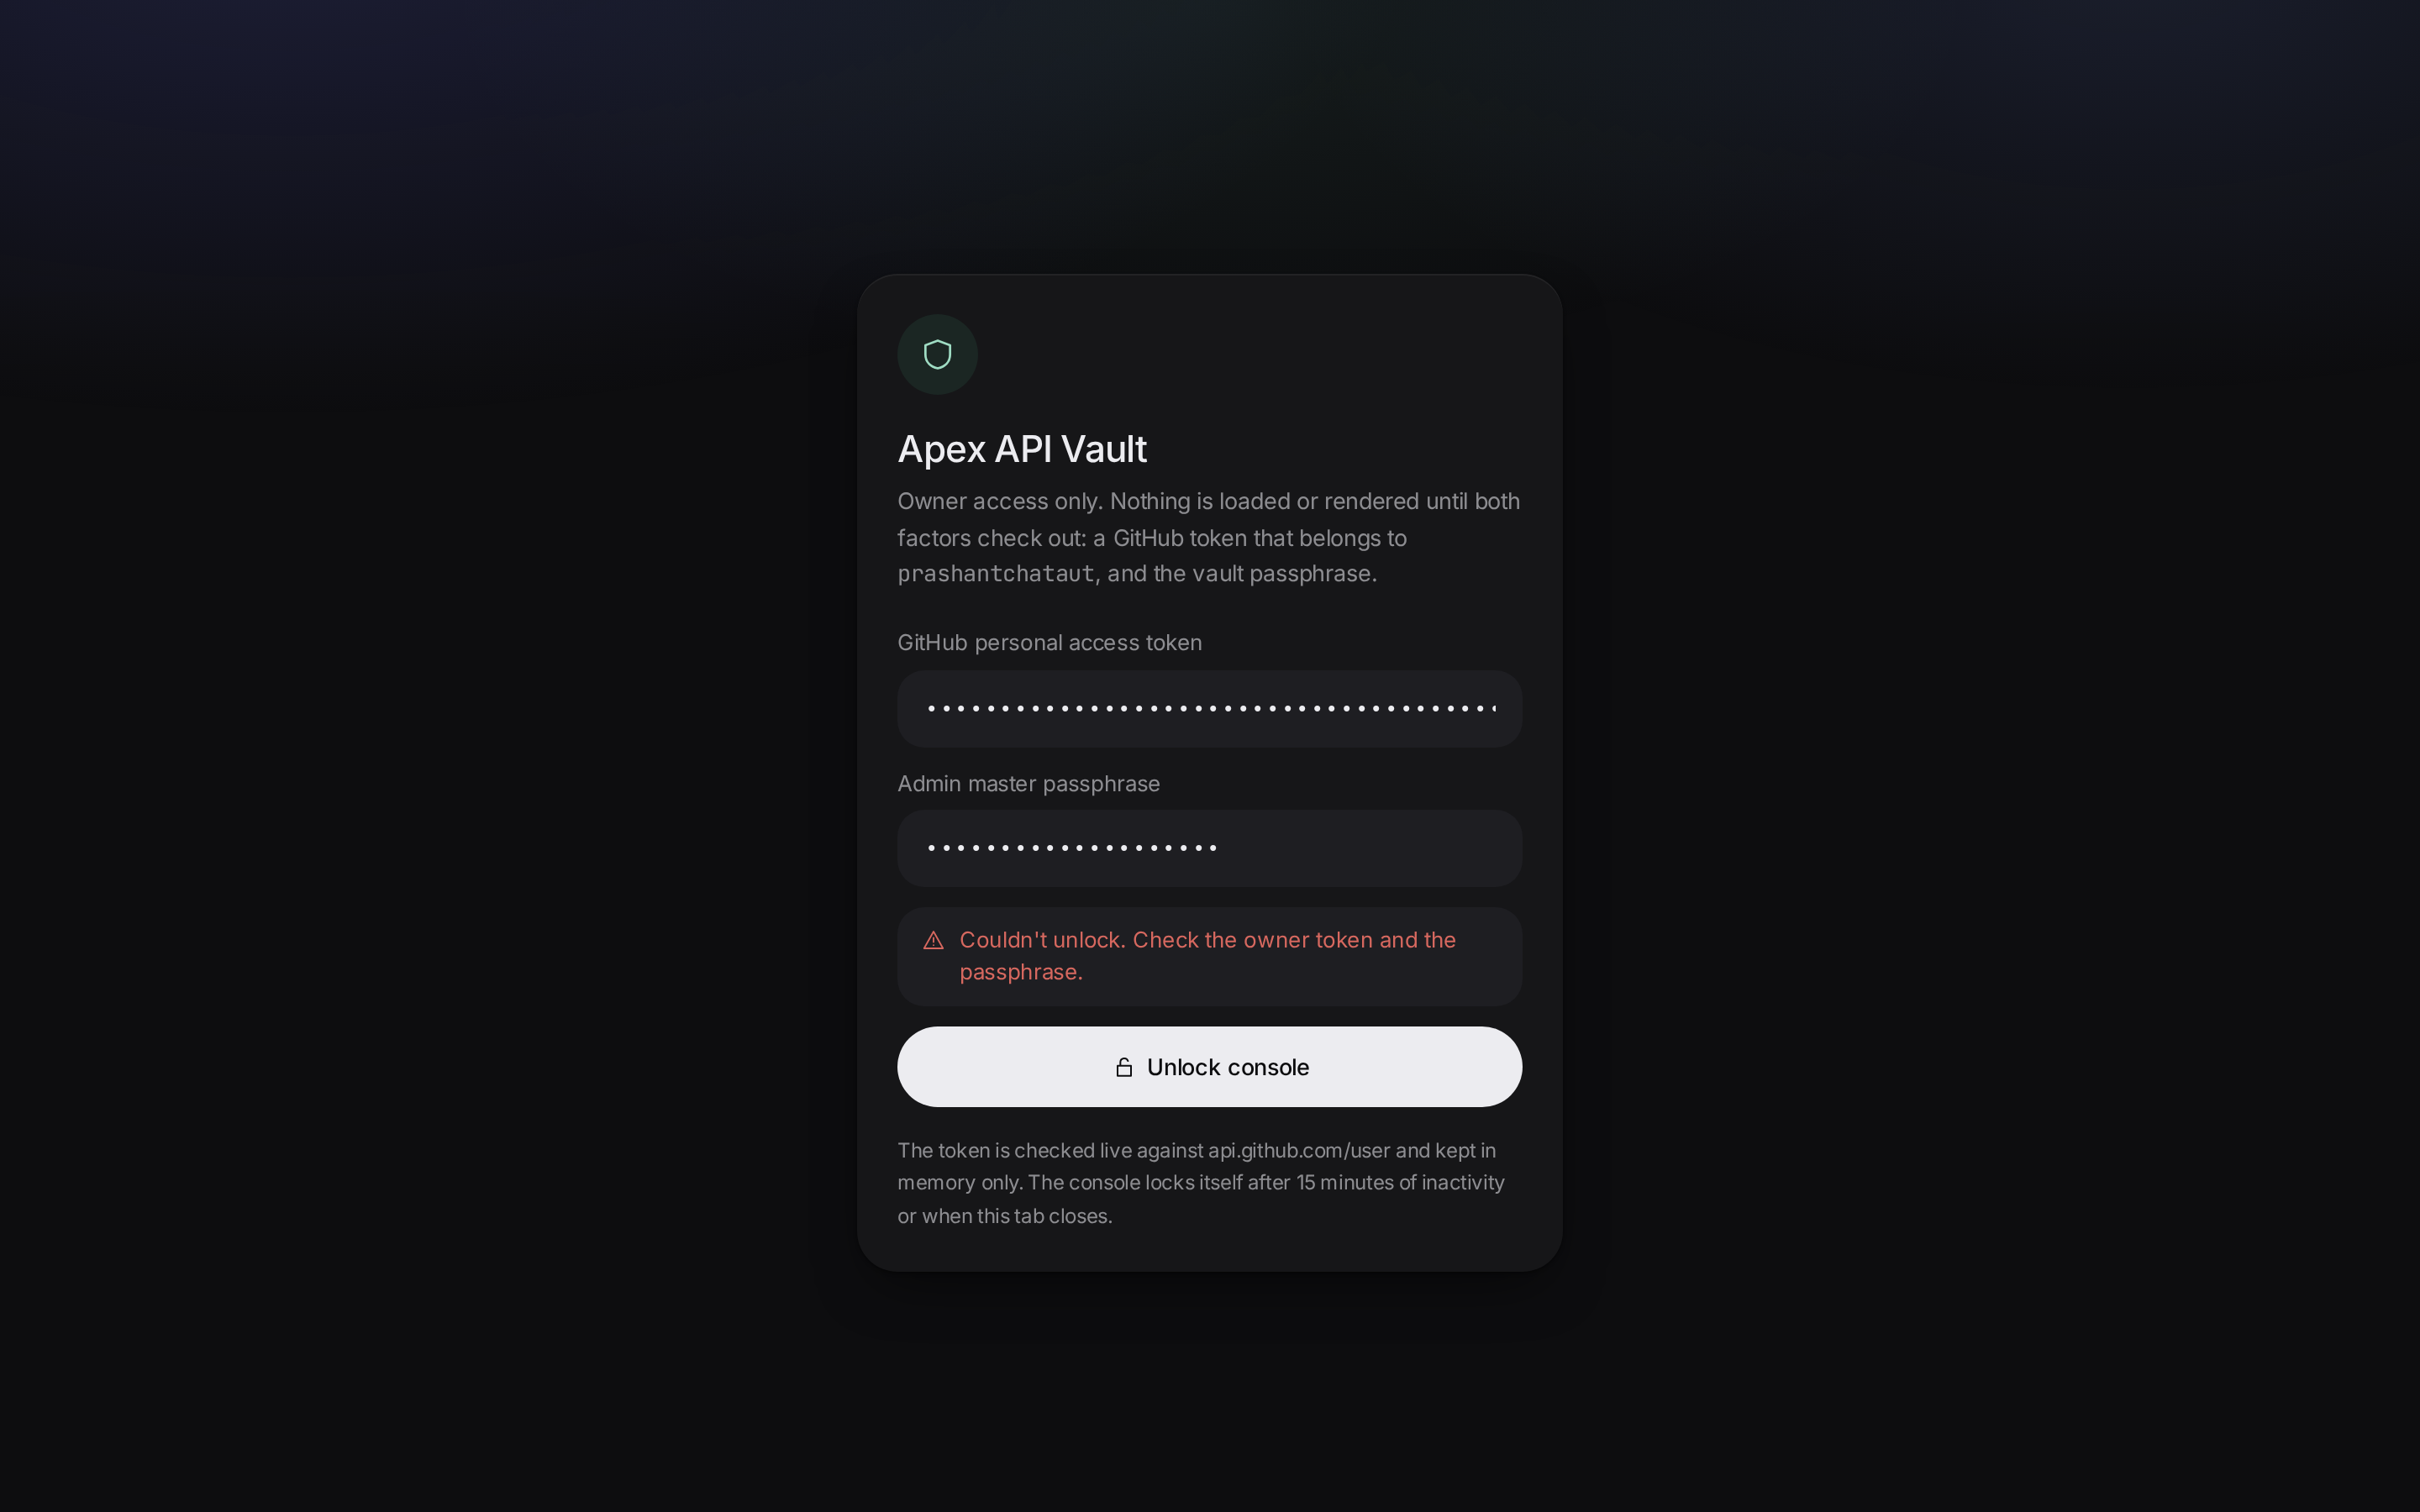 Apex API Vault
Owner access only. Nothing is loaded or rendered until both
factors check out: a GitHub token that belongs to
prashantchataut, and the vault passphrase.
GitHub personal access token
Admin master passphrase
Couldn't unlock. Check the owner token and the
passphrase.
Unlock console
The token is checked live against api.github.com/user and kept in
memory only. The console locks itself after 15 minutes of inactivity
or when this tab closes.